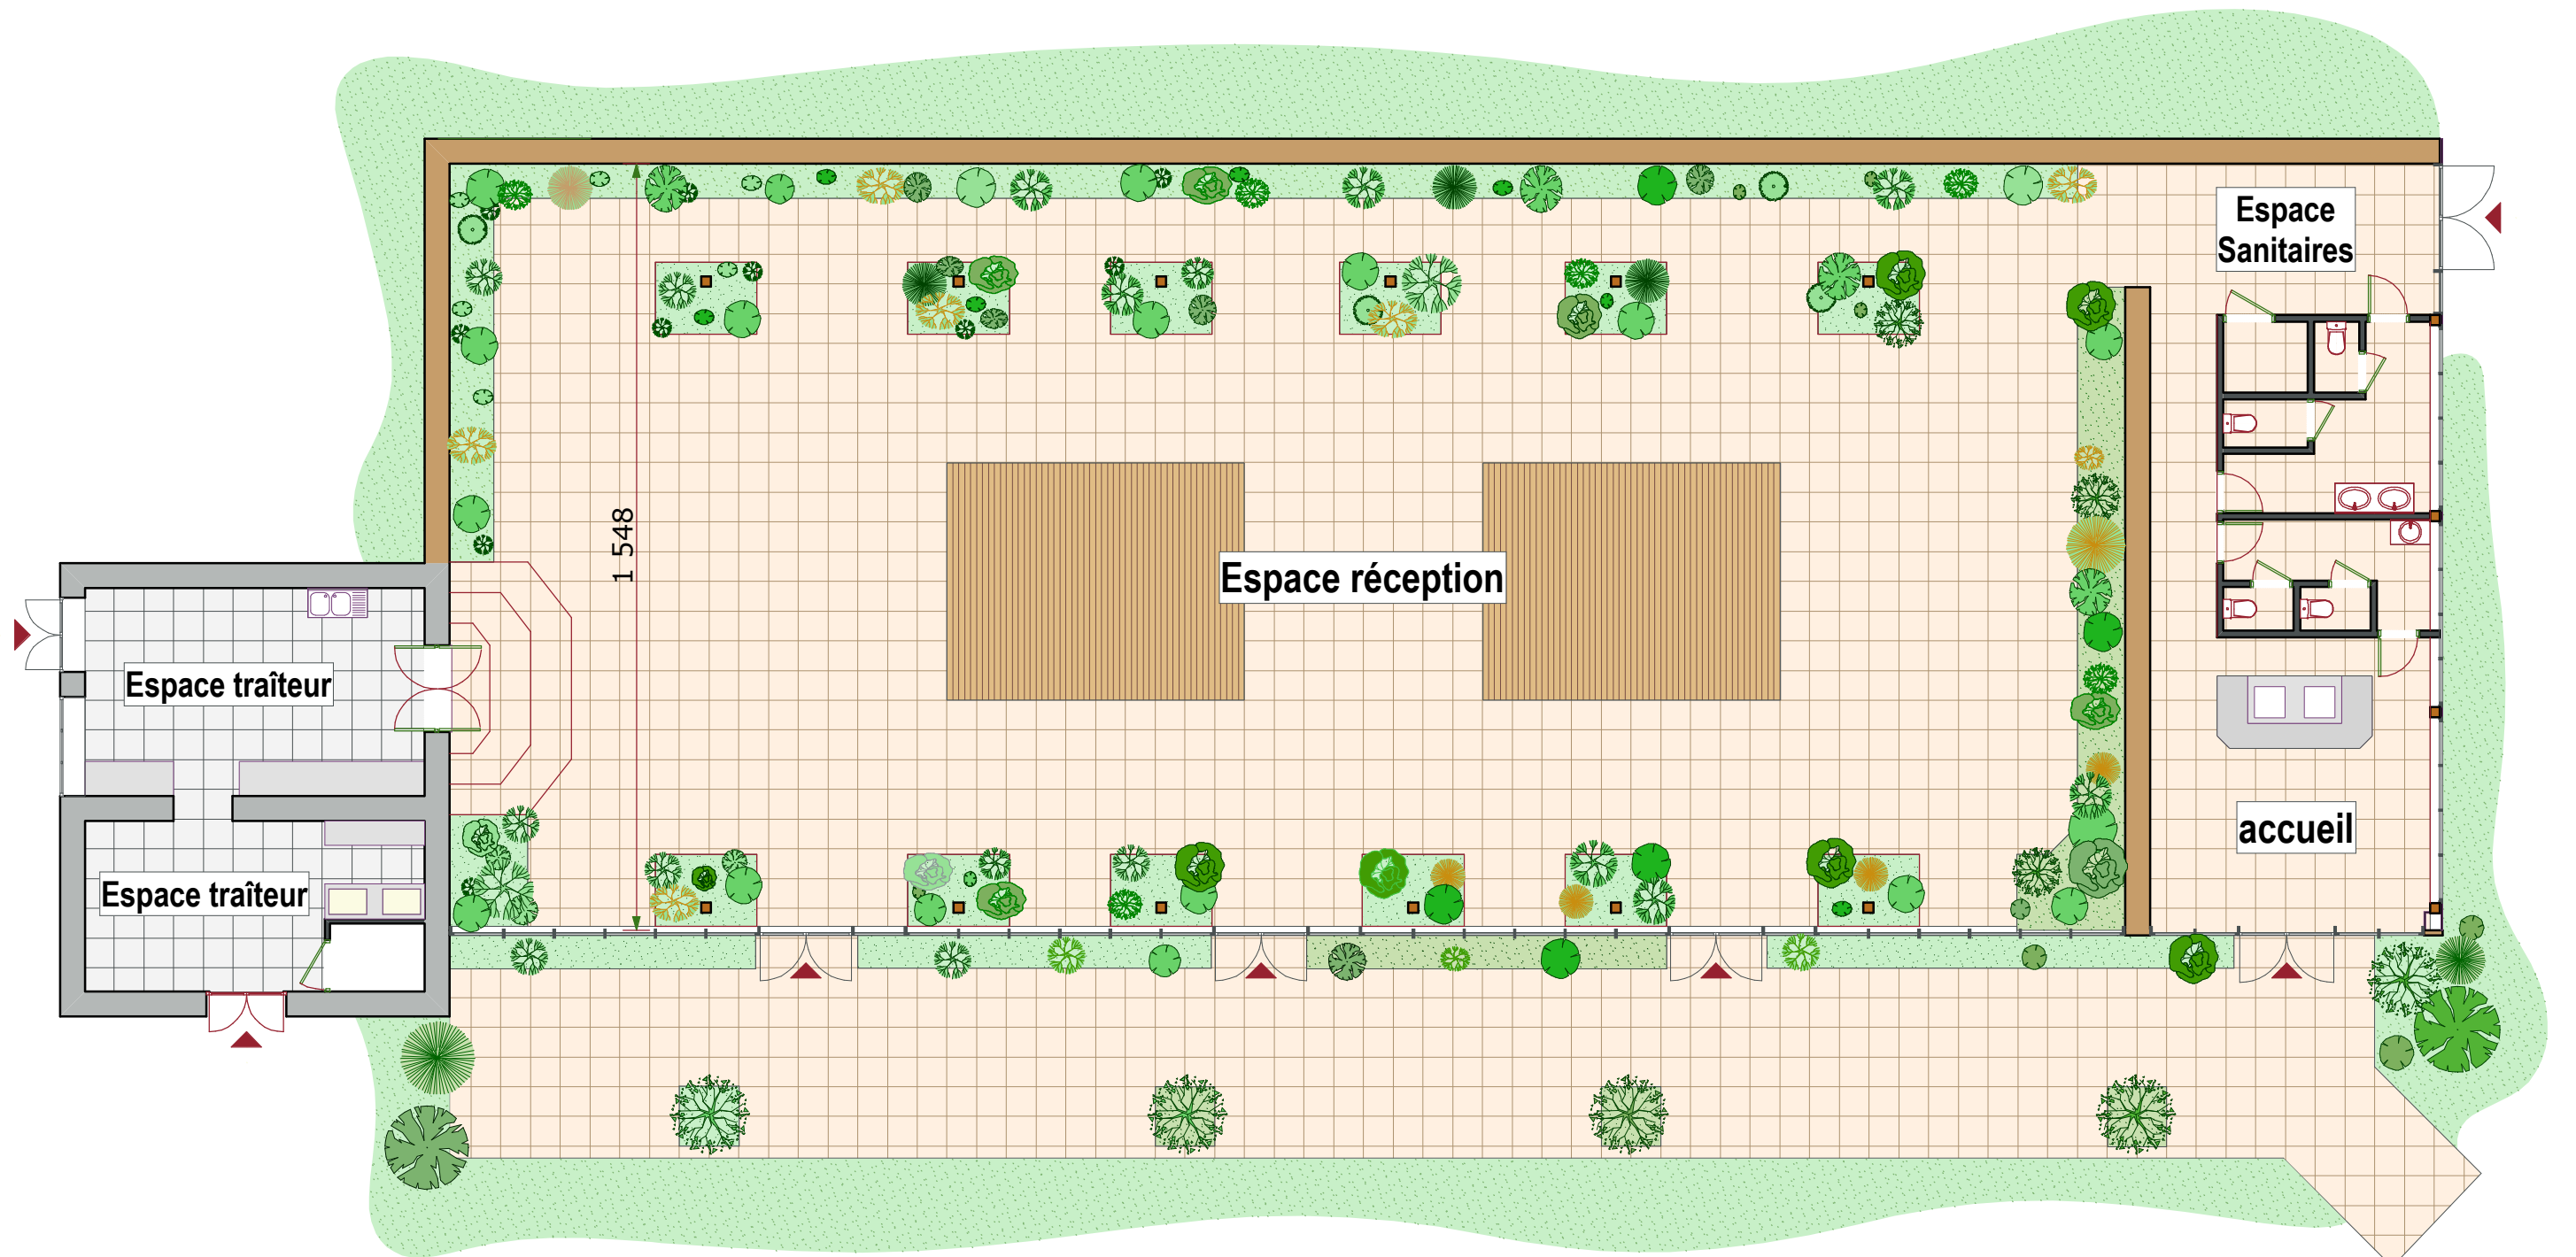 Espace
Sanitaires
1 548
Espace réception
Espace traîteur
accueil
Espace traîteur